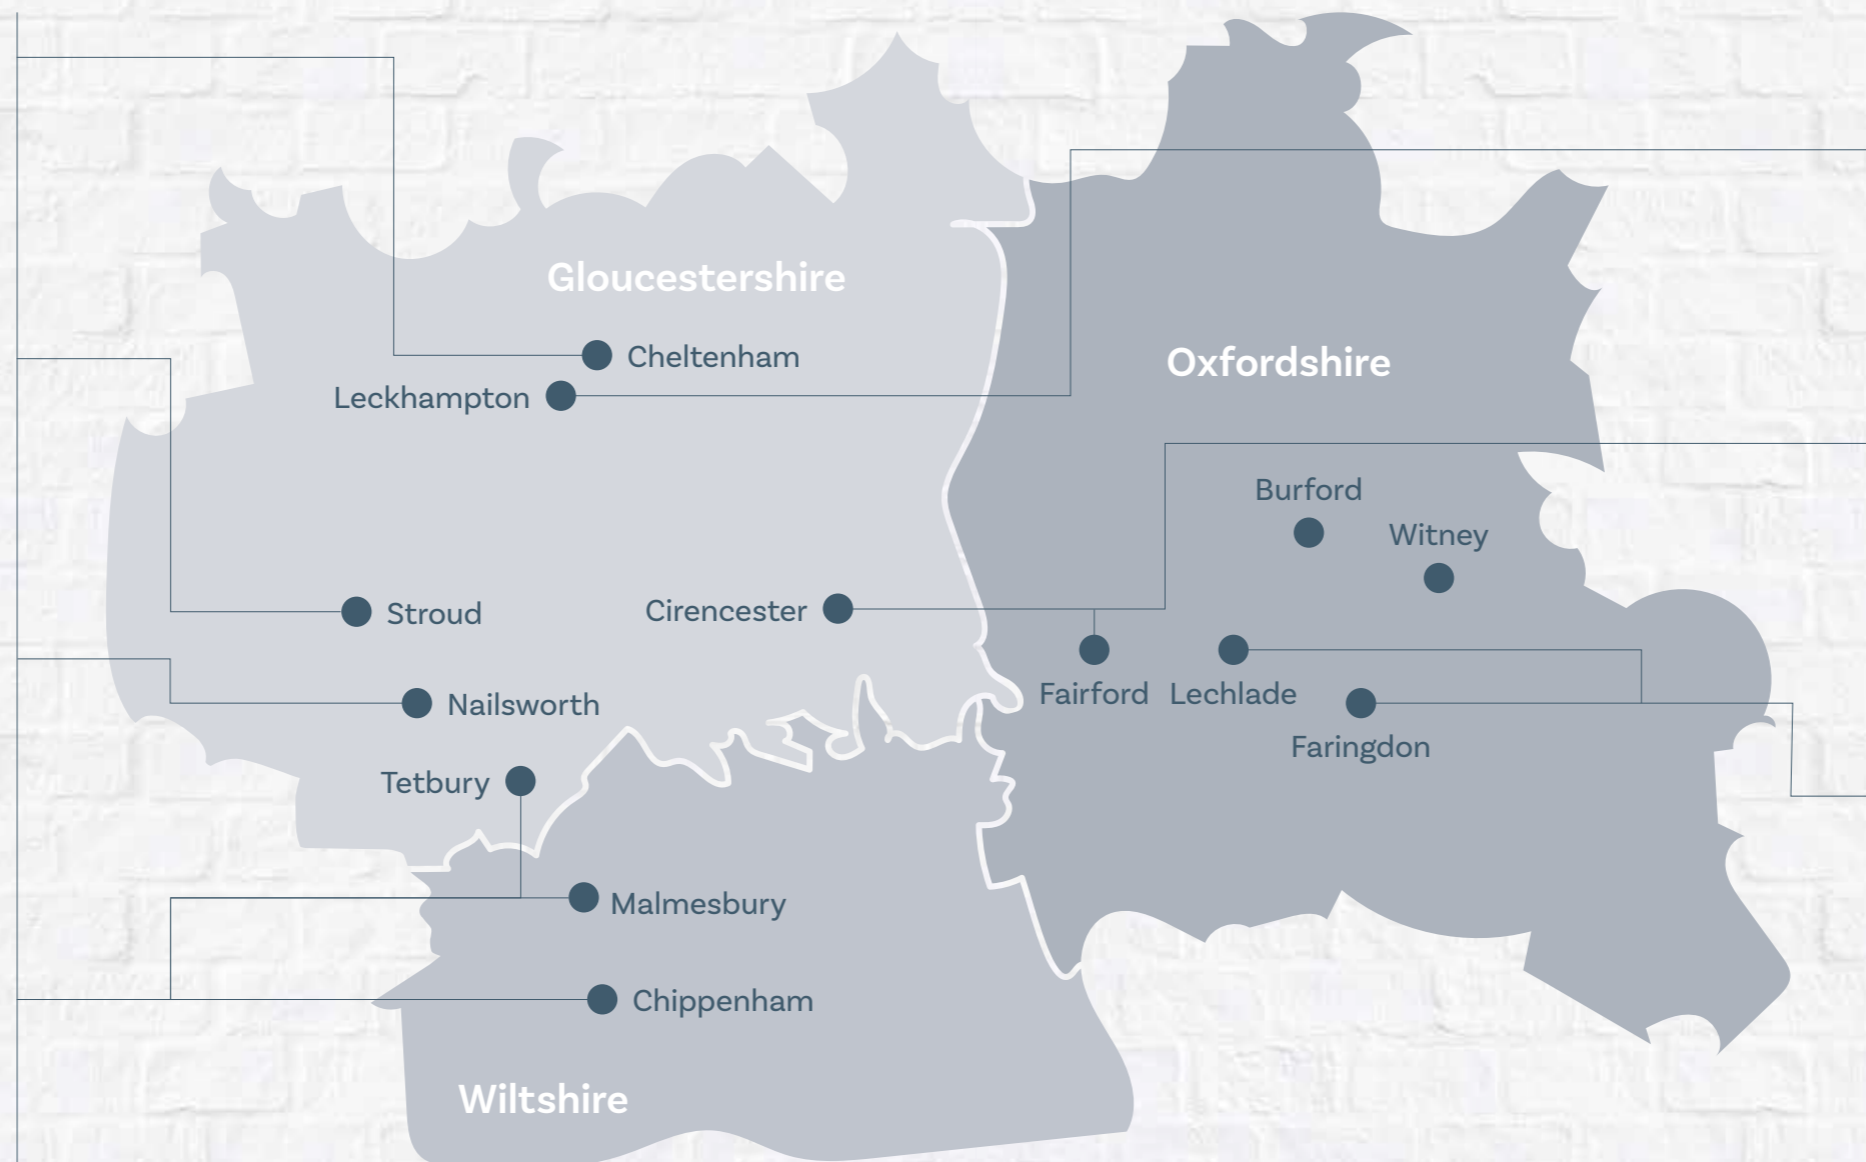 Gloucestershire
Cheltenham
Leckhampton
Oxfordshire
Burford
Witney
Stroud
Cirencester
Fairford
Lechlade
Nailsworth
Faringdon
Tetbury
Malmesbury
Chippenham
Wiltshire